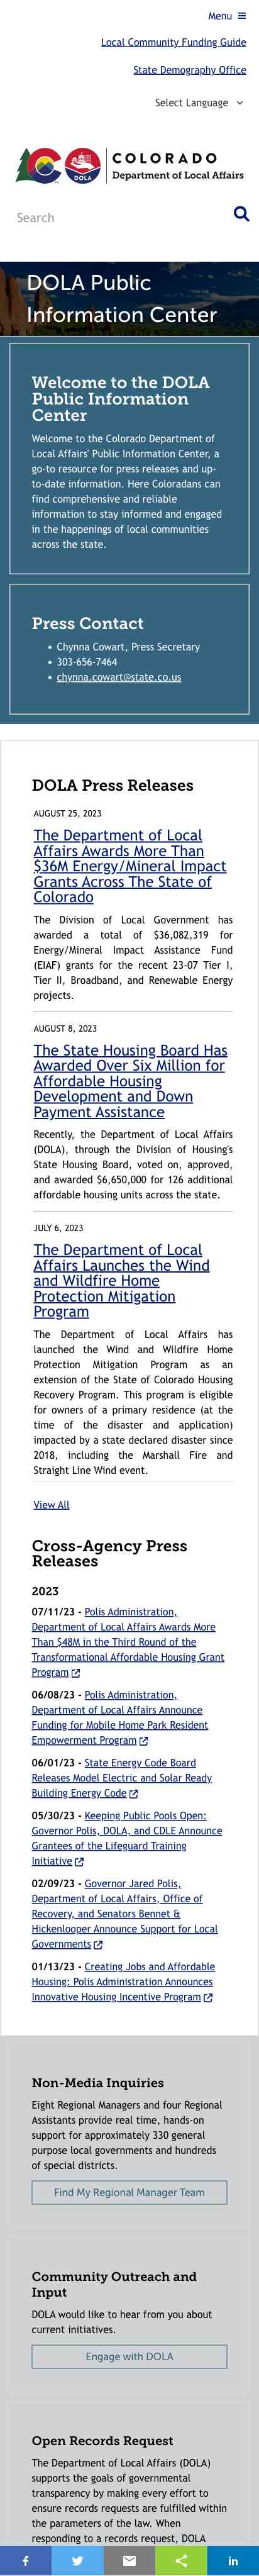 Menu
Local Community Funding Guide
State Demography Office
Select Language
C
DOLA
COLORADO
Department of Local Affairs
Search
DOLA Public
Information Center
Welcome to the DOLA
Public Information
Center
Welcome to the Colorado Department of
Local Affairs' Public Information Center, a
go-to resource for press releases and up-
to-date information. Here Coloradans can
find comprehensive and reliable
information to stay informed and engaged
in the happenings of local communities
across the state.
Press Contact
• Chynna Cowart, Press Secretary
• 303-656-7464
• chynna.cowart@state.co.us
DOLA Press Releases
AUGUST 25, 2023
The Department of Local
Affairs Awards More Than
$36M Energy/Mineral Impact
Grants Across The State of
Colorado
The Division of Local Government has
awarded a total of $36,082,319 for
Energy/Mineral Impact Assistance Fund
(EIAF) grants for the recent 23-07 Tier I,
Tier II, Broadband, and Renewable Energy
projects.
AUGUST 8, 2023
The State Housing Board Has
Awarded Over Six Million for
Affordable Housing
Development and Down
Payment Assistance
Recently, the Department of Local Affairs
(DOLA), through the Division of Housing's
State Housing Board, voted on, approved,
and awarded $6,650,000 for 126 additional
affordable housing units across the state.
JULY 6, 2023
The Department of Local
Affairs Launches the Wind
and Wildfire Home
Protection Mitigation
Program
The Department of Local Affairs has
launched the Wind and Wildfire Home
Protection Mitigation Program as an
extension of the State of Colorado Housing
Recovery Program. This program is eligible
for owners of a primary residence (at the
time of the disaster and application)
impacted by a state declared disaster since
2018, including the Marshall Fire and
Straight Line Wind event.
View All
Cross-Agency Press
Releases
2023
07/11/23 - Polis Administration,
Department of Local Affairs Awards More
Than $48M in the Third Round of the
Transformational Affordable Housing Grant
Program
06/08/23 - Polis Administration,
Department of Local Affairs Announce
Funding for Mobile Home Park Resident
Empowerment Program
06/01/23 - State Energy Code Board
Releases Model Electric and Solar Ready
Building Energy Code
05/30/23 - Keeping Public Pools Open:
Governor Polis, DOLA, and CDLE Announce
Grantees of the Lifeguard Training
Initiative
02/09/23 - Governor Jared Polis,
Department of Local Affairs, Office of
Recovery, and Senators Bennet &
Hickenlooper Announce Support for Local
Governments
01/13/23 - Creating Jobs and Affordable
Housing: Polis Administration Announces
Innovative Housing Incentive Program
Non-Media Inquiries
Eight Regional Managers and four Regional
Assistants provide real time, hands-on
support for approximately 330 general
purpose local governments and hundreds
of special districts.
Find My Regional Manager Team
Community Outreach and
Input
DOLA would like to hear from you about
current initiatives.
Engage with DOLA
Open Records Request
The Department of Local Affairs (DOLA)
supports the goals of governmental
transparency by making every effort to
ensure records requests are fulfilled within
the parameters of the law. When
responding to a records request, DOLA